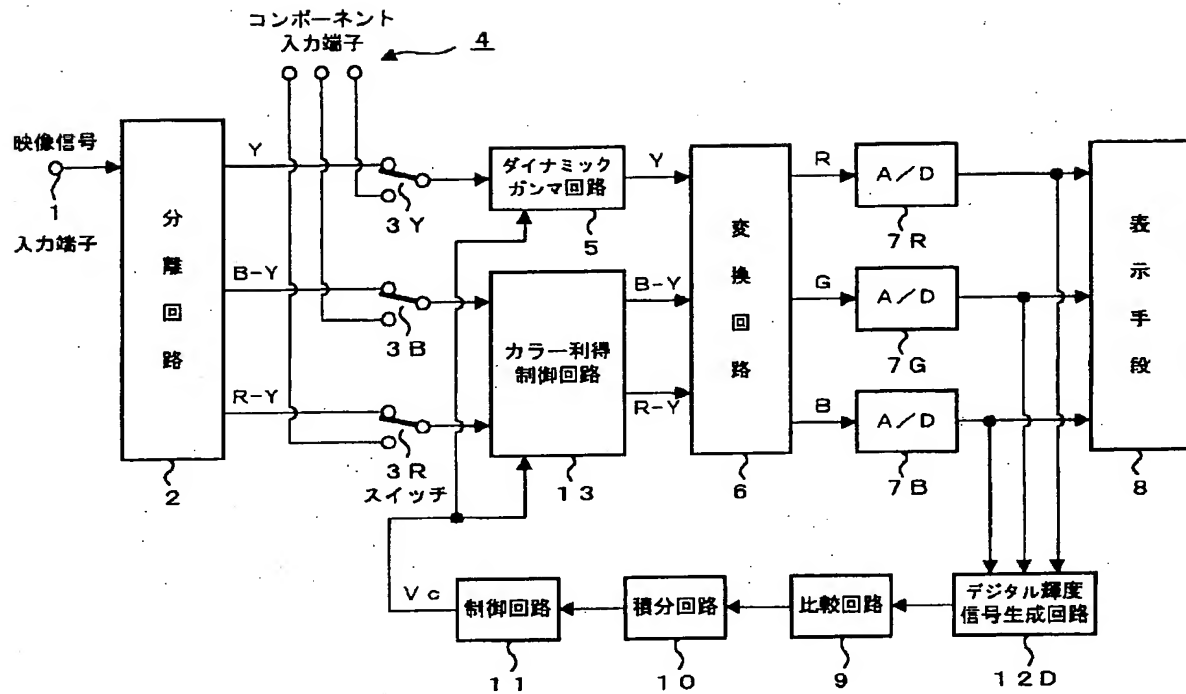 コンポーネント
入力端子
4
映像信号
1
入力端子
分離回路
2
Y
B-Y
R-Y
3Y
3B
3R
スイッチ
ダイナミック
ガンマ回路
5
カラー利得
制御回路
13
Y
B-Y
R-Y
変換回路
6
R
G
B
A/D
7R
A/D
7G
A/D
7B
表示手段
8
Vc
制御回路
11
積分回路
10
比較回路
9
デジタル輝度
信号生成回路
12D